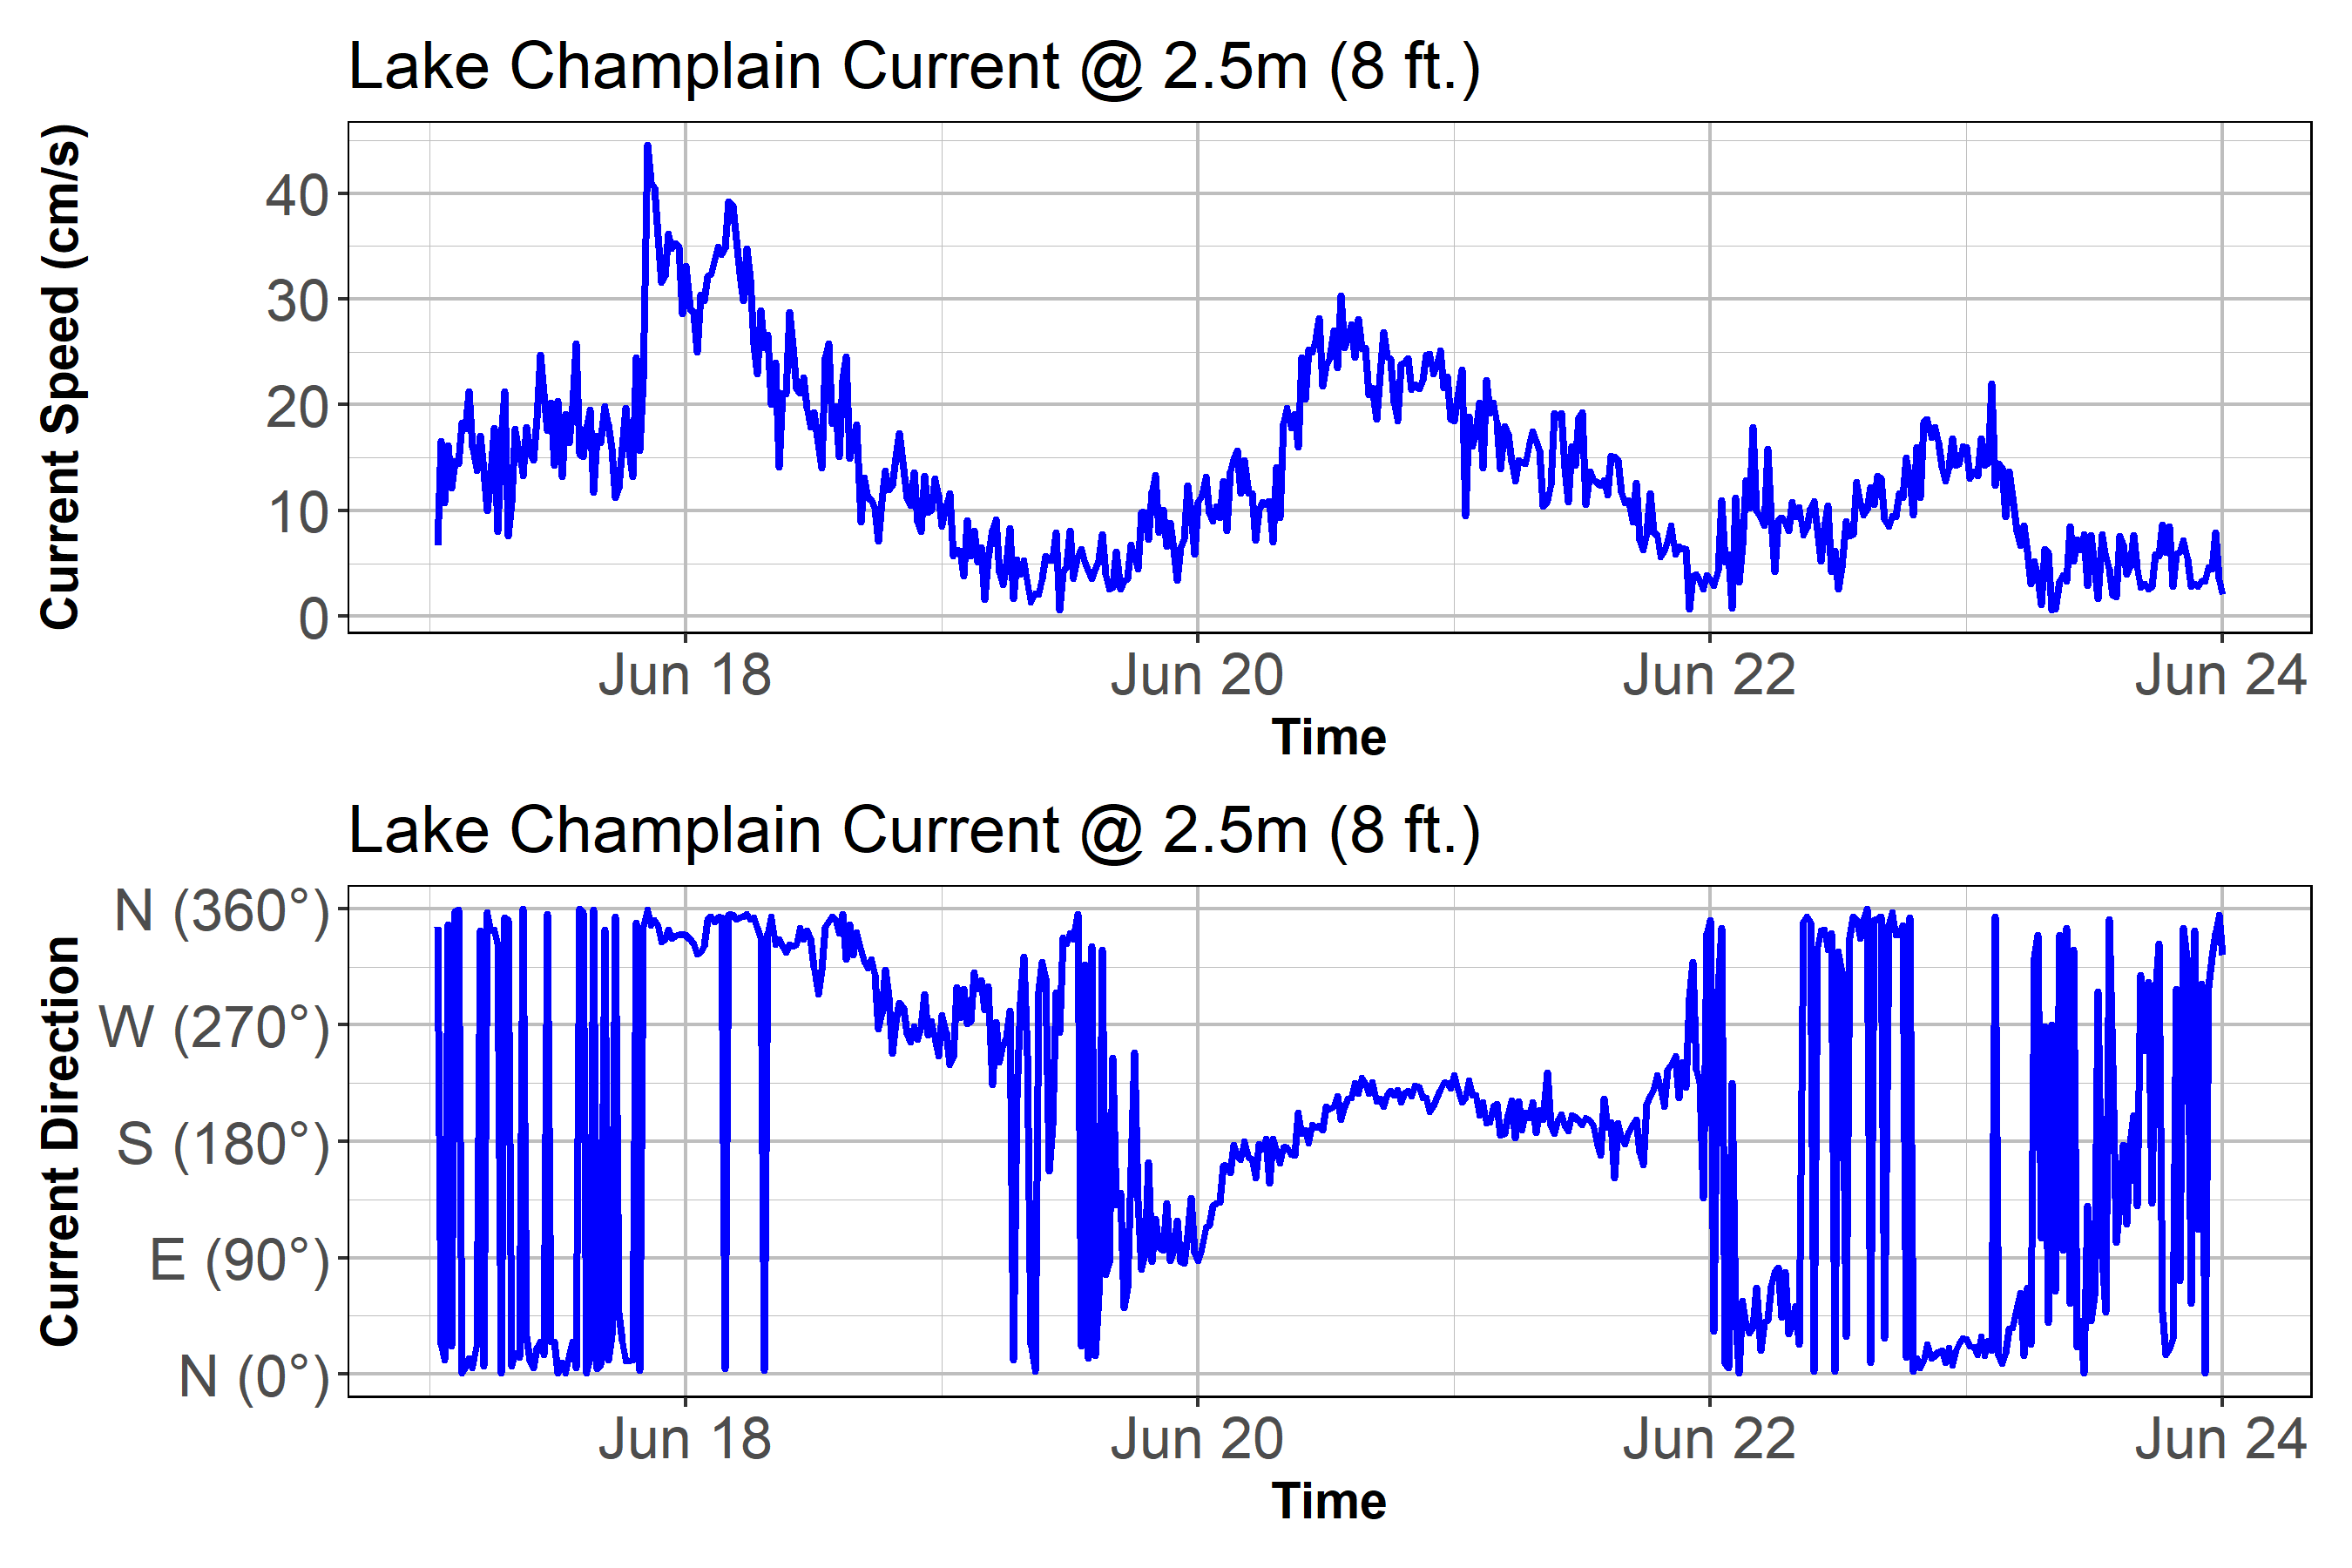 Lake Champlain Current @ 2.5m (8 ft.)
Current Speed (cm/s)
40
30
20
10
0
Jun 18 Jun 20 Jun 22 Jun 24
Time
Lake Champlain Current @ 2.5m (8 ft.)
Current Direction
N (360°)
W (270°)
S (180°)
E (90°)
N (0°)
Jun 18 Jun 20 Jun 22 Jun 24
Time